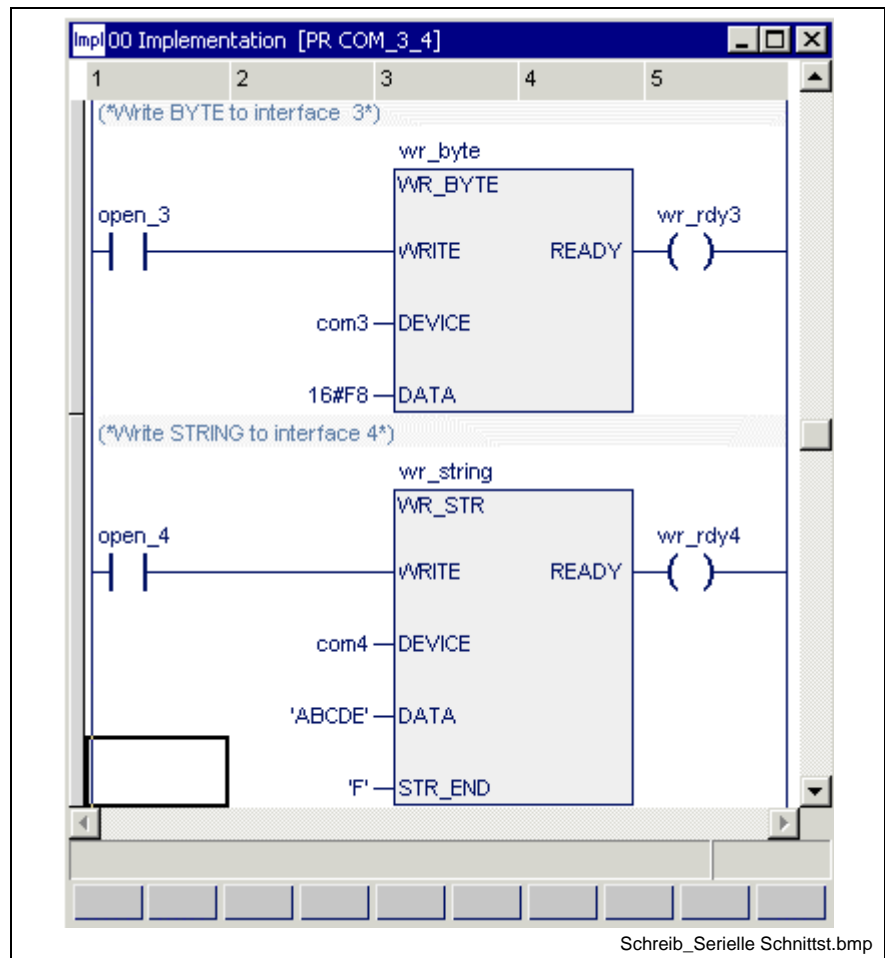 Impl 00 Implementation [PR COM_3_4]
1 2 3 4 5
(*Write BYTE to interface 3*)
wr_byte
WR_BYTE
open_3 wr_rdy3
WRITE READY
com3 DEVICE
16#F8 DATA
(*Write STRING to interface 4*)
wr_string
WR_STR
open_4 wr_rdy4
WRITE READY
com4 DEVICE
'ABCDE' DATA
'F' STR_END
Schreib_Serielle Schnittst.bmp